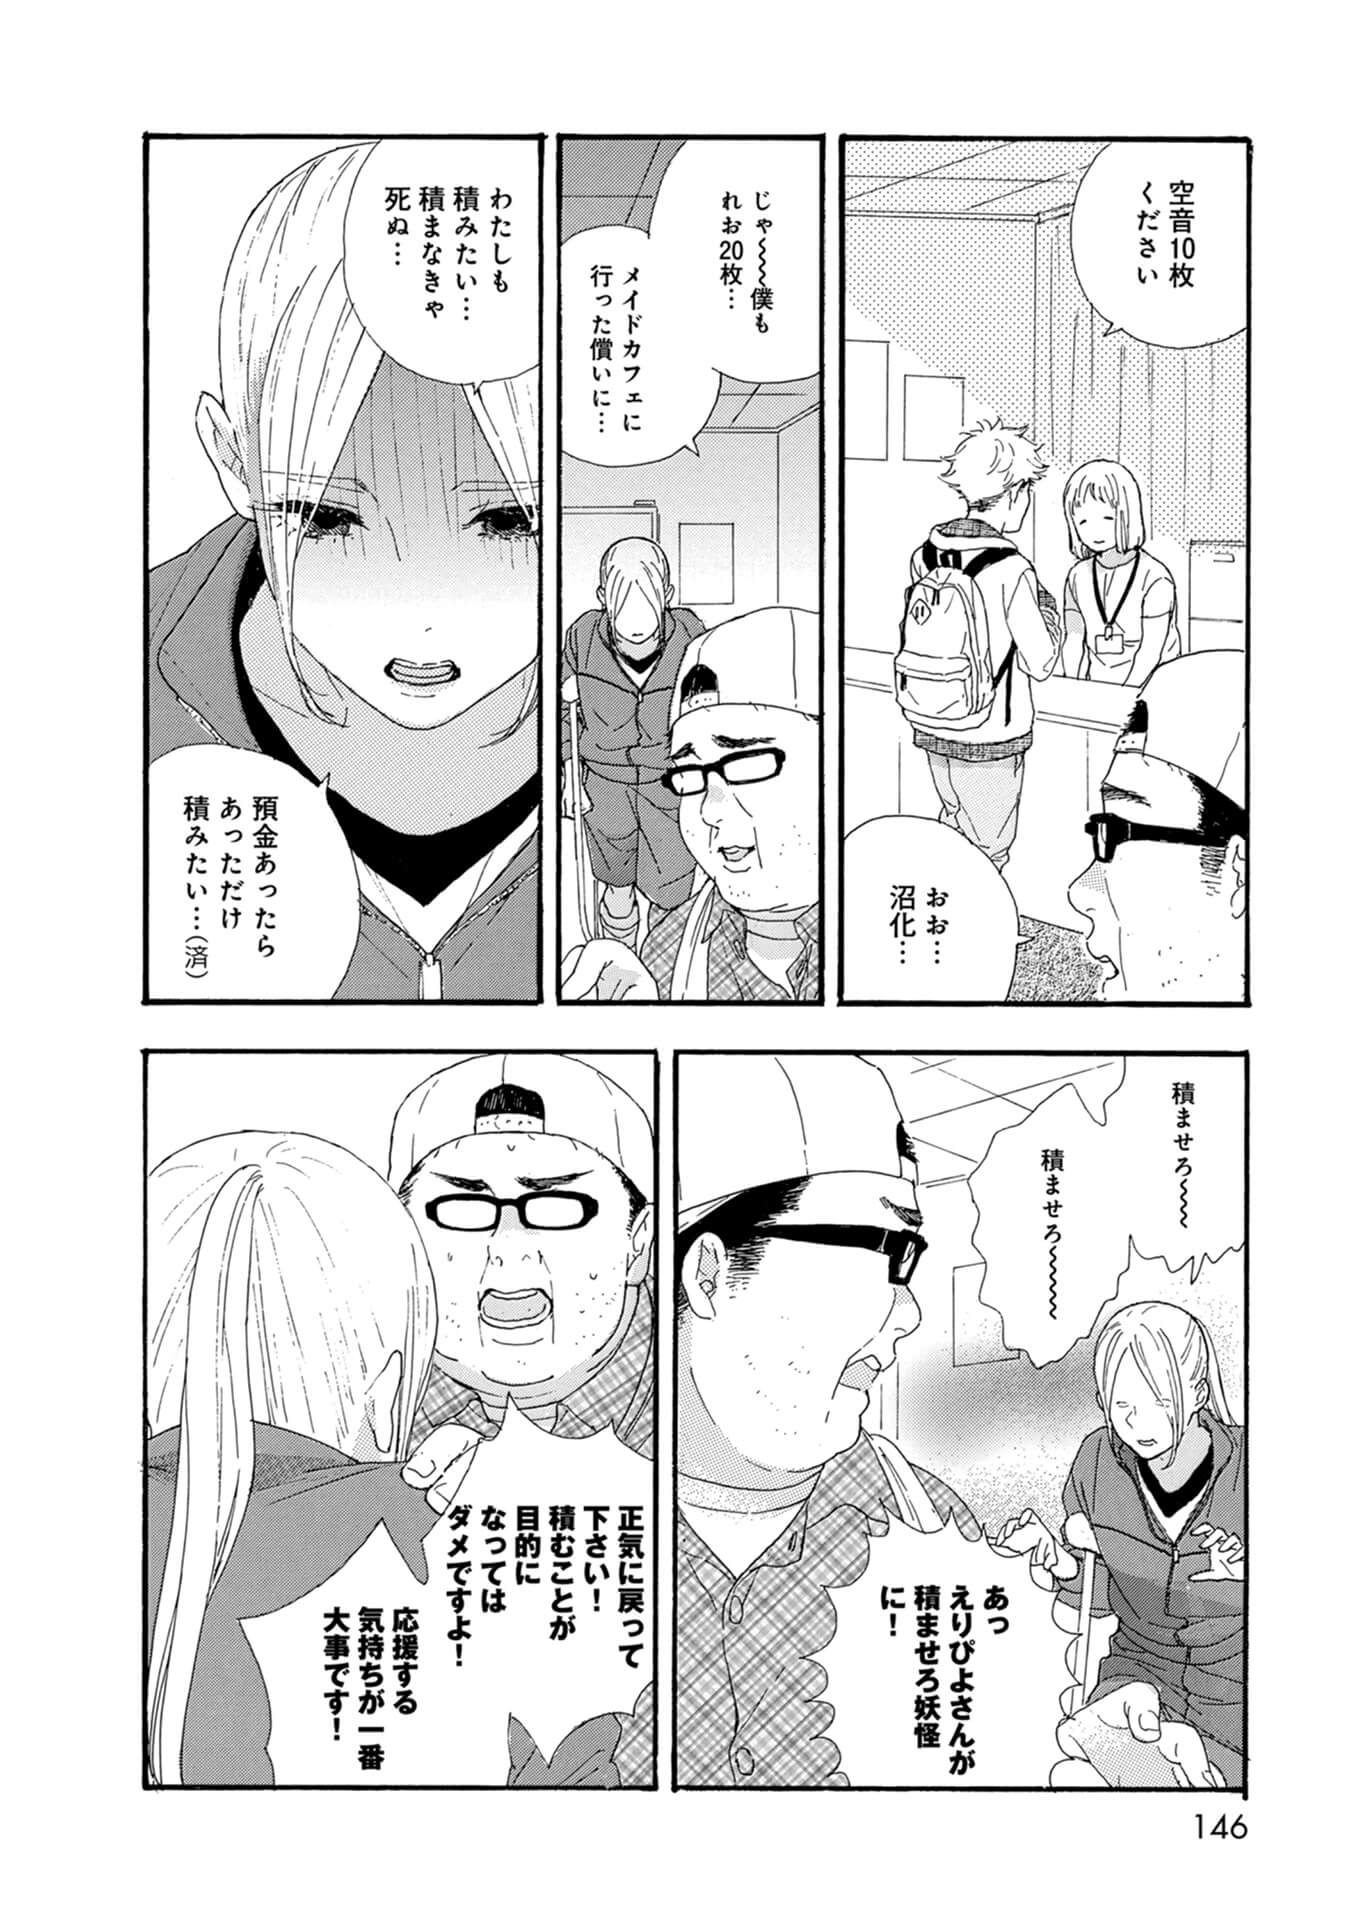 空音10枚
ください
おお…
沼化…
じゃ〜〜〜僕も
れお20枚…
メイドカフェに
行った償いに…
わたしも
積みたい…
積まなきゃ
死ぬ…
預金あったら
あっただけ
積みたい…(済)
積ませろ〜〜〜
積ませろ〜〜〜〜
あっ
えりぴよさんが
積ませろ妖怪
に!
正気に戻って
下さい!
積むことが
目的に
なっては
ダメですよ!
応援する
気持ちが一番
大事です!
146